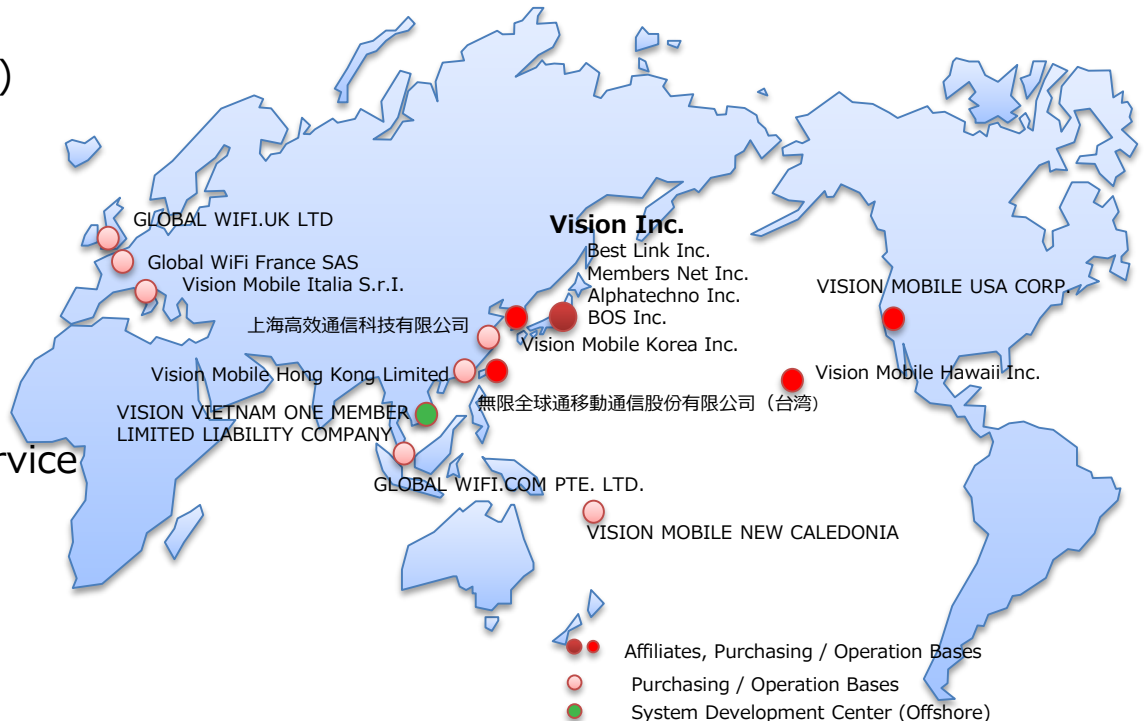 )
GLOBAL WIFI.UK LTD
Global WiFi France SAS
Vision Mobile Italia S.r.I.
Vision Inc.
Best Link Inc.
Members Net Inc.
Alphatechno Inc.
BOS Inc.
Vision Mobile Korea Inc.
VISION MOBILE USA CORP.
上海高效通信科技有限公司
Vision Mobile Hong Kong Limited
Vision Mobile Hawaii Inc.
無限全球通移動通信股份有限公司（台湾)
VISION VIETNAM ONE MEMBER
LIMITED LIABILITY COMPANY
rvice
GLOBAL WIFI.COM PTE. LTD.
VISION MOBILE NEW CALEDONIA
Affiliates, Purchasing / Operation Bases
Purchasing / Operation Bases
System Development Center (Offshore)